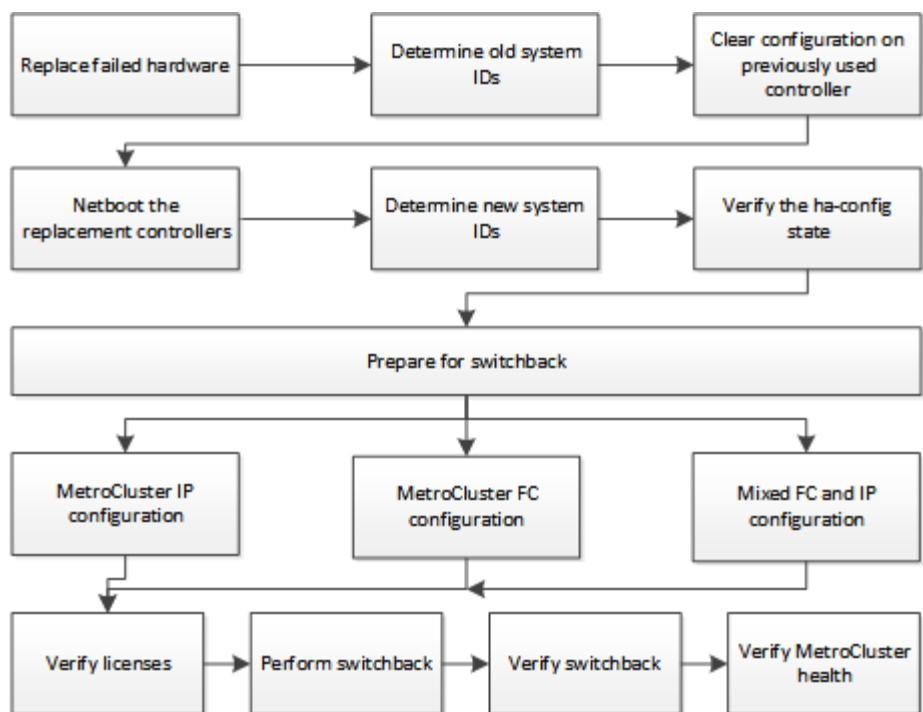 Replace failed hardware
Determine old system
IDs
Clear configuration on
previously used
controller
Netboot the
replacement controllers
Determine new system
IDs
Verify the ha-config
state
Prepare for switchback
MetroCluster IP
configuration
MetroCluster FC
configuration
Mixed FC and IP
configuration
Verify licenses
Perform switchback
Verify switchback
Verify MetroCluster
health